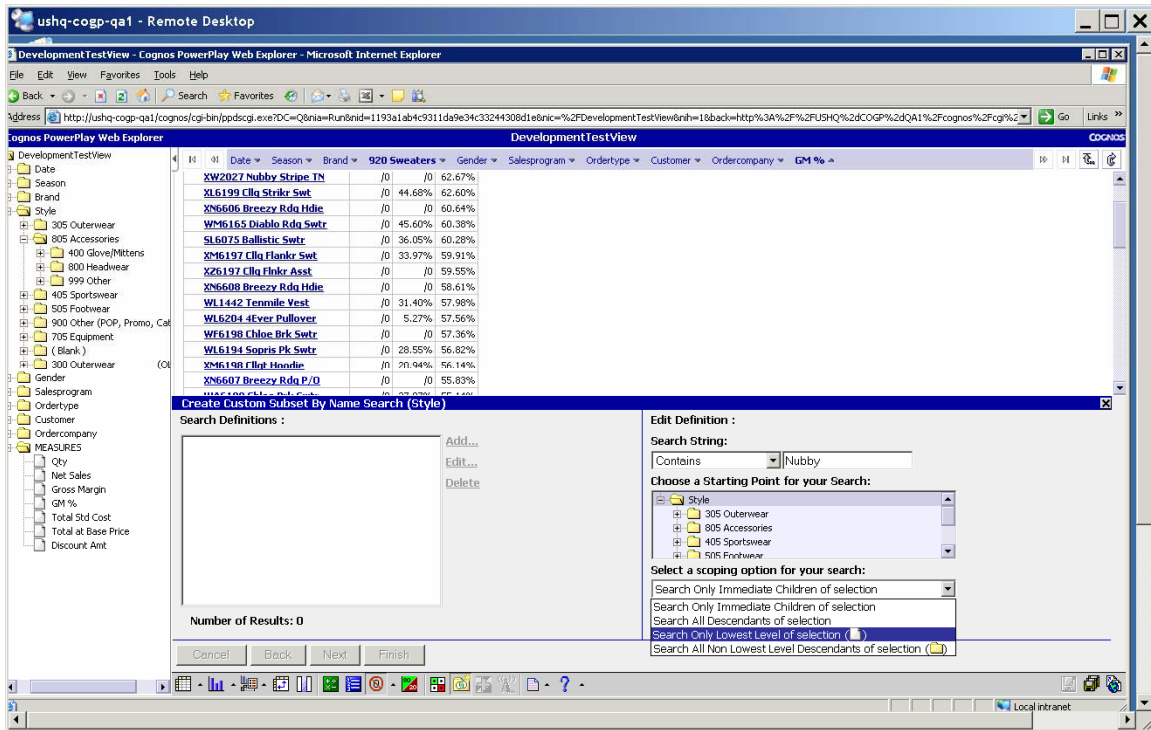 ushq-cogp-qa1 - Remote Desktop
DevelopmentTestView - Cognos PowerPlay Web Explorer - Microsoft Internet Explorer
File Edit View Favorites Tools Help
Back Search Favorites
Address http://ushq-cogp-qa1/cognos/cgi-bin/ppdscgi.exe?DC=Q&nia=Run&nid=1193a1ab4c9311da9e34c33244308d1e&nic=%2FDevelopmentTestView&nih=1&back=http%3A%2F%2FUSHQ%2dCOGP%2dQA1%2Fcognos%2Fcgi%2 Go Links »
Cognos PowerPlay Web Explorer DevelopmentTestView COGNOS
DevelopmentTestView
Date Season Brand 920 Sweaters Gender Salesprogram Ordertype Customer Ordercompany GM %
Date
Season
Brand
Style
305 Outerwear
805 Accessories
400 Glove/Mittens
800 Headwear
999 Other
405 Sportswear
505 Footwear
900 Other (POP, Promo, Cat
705 Equipment
( Blank )
300 Outerwear (OL
Gender
Salesprogram
Ordertype
Customer
Ordercompany
MEASURES
Qty
Net Sales
Gross Margin
GM %
Total Std Cost
Total at Base Price
Discount Amt
XW2027 Nubby Stripe TN /0 /0 62.67%
XL6199 Cllg Strikr Swt /0 44.68% 62.60%
XN6606 Breezy Rdg Hdie /0 /0 60.64%
WM6165 Diablo Rdg Swtr /0 45.60% 60.38%
SL6075 Ballistic Swtr /0 36.05% 60.28%
XM6197 Cllg Flankr Swt /0 33.97% 59.91%
XZ6197 Cllg Flnkr Asst /0 /0 59.55%
XN6608 Breezy Rdg Hdie /0 /0 58.61%
WL1442 Tenmile Vest /0 31.40% 57.98%
WL6204 4Ever Pullover /0 5.27% 57.56%
WF6198 Chloe Brk Swtr /0 /0 57.36%
WL6194 Sopris Pk Swtr /0 28.55% 56.82%
XM6198 Cllgt Hoodie /0 20.94% 56.14%
XN6607 Breezy Rdg P/O /0 /0 55.83%
Create Custom Subset By Name Search (Style)
Search Definitions :
Add...
Edit...
Delete
Number of Results: 0
Cancel Back Next Finish
Edit Definition :
Search String:
Contains Nubby
Choose a Starting Point for your Search:
Style
305 Outerwear
805 Accessories
405 Sportswear
505 Footwear
Select a scoping option for your search:
Search Only Immediate Children of selection
Search Only Immediate Children of selection
Search All Descendants of selection
Search Only Lowest Level of selection ( )
Search All Non Lowest Level Descendants of selection ( )
Local intranet